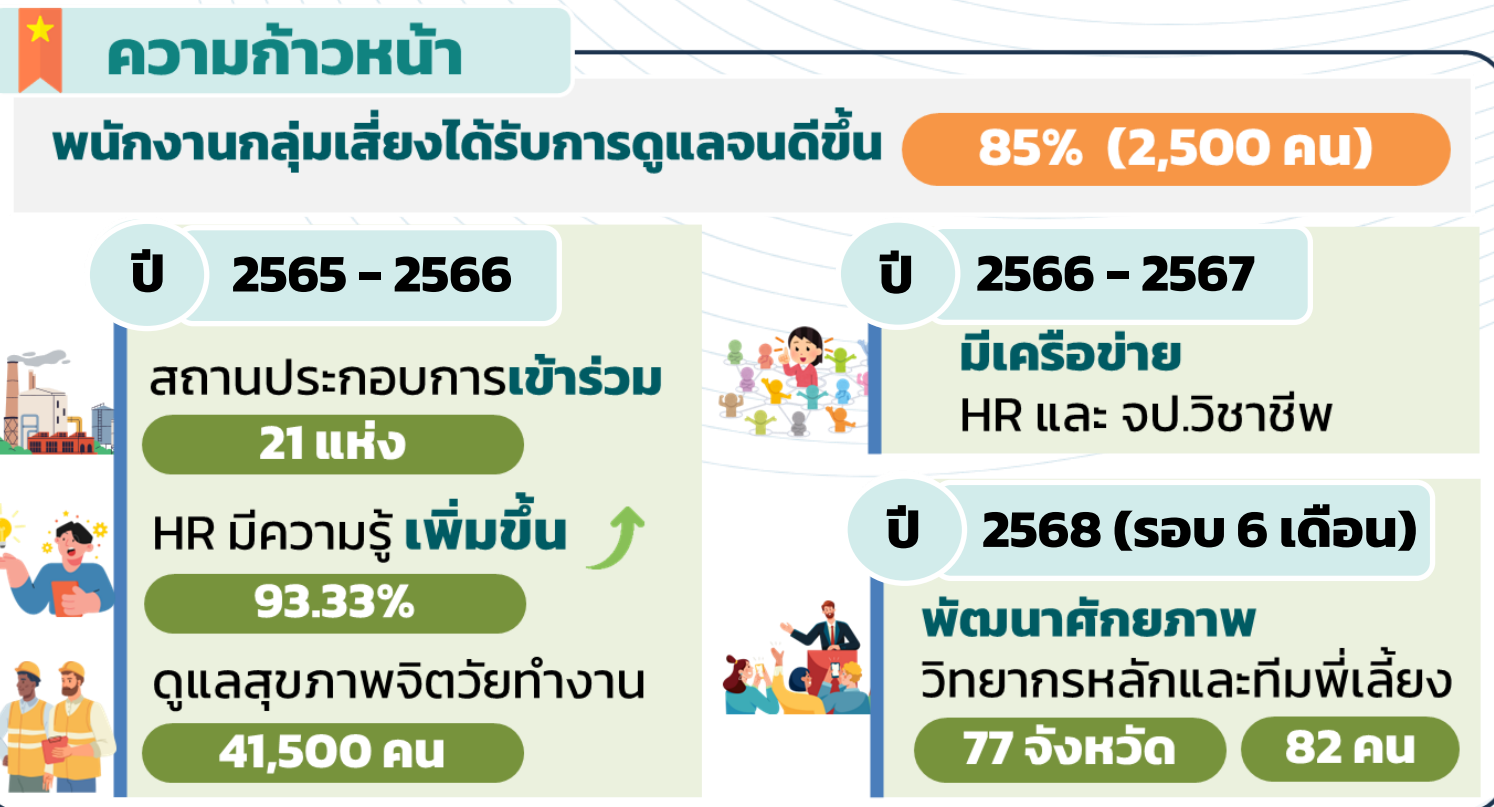 ความก้าวหน้า
พนักงานกลุ่มเสี่ยงได้รับการดูแลจนดีขึ้น 85% (2,500 คน)
ปี 2565 - 2566
สถานประกอบการเข้าร่วม
21 แห่ง
HR มีความรู้ เพิ่มขึ้น
93.33%
ดูแลสุขภาพจิตวัยทำงาน
41,500 คน
ปี 2566 - 2567
มีเครือข่าย
HR และ จป.วิชาชีพ
ปี 2568 (รอบ 6 เดือน)
พัฒนาศักยภาพ
วิทยากรหลักและทีมพี่เลี้ยง
77 จังหวัด 82 คน